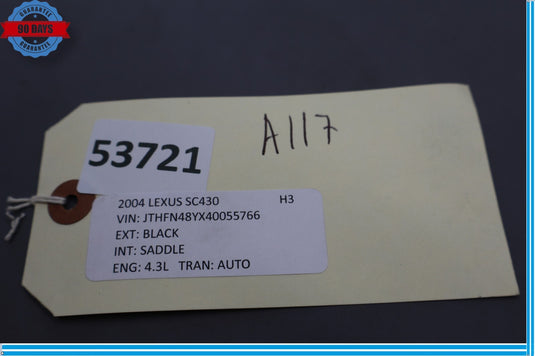 GUARANTEE
90 DAYS
GUARANTEE
A117
53721
2004 LEXUS SC430 H3
VIN: JTHFN48YX40055766
EXT: BLACK
INT: SADDLE
ENG: 4.3L TRAN: AUTO